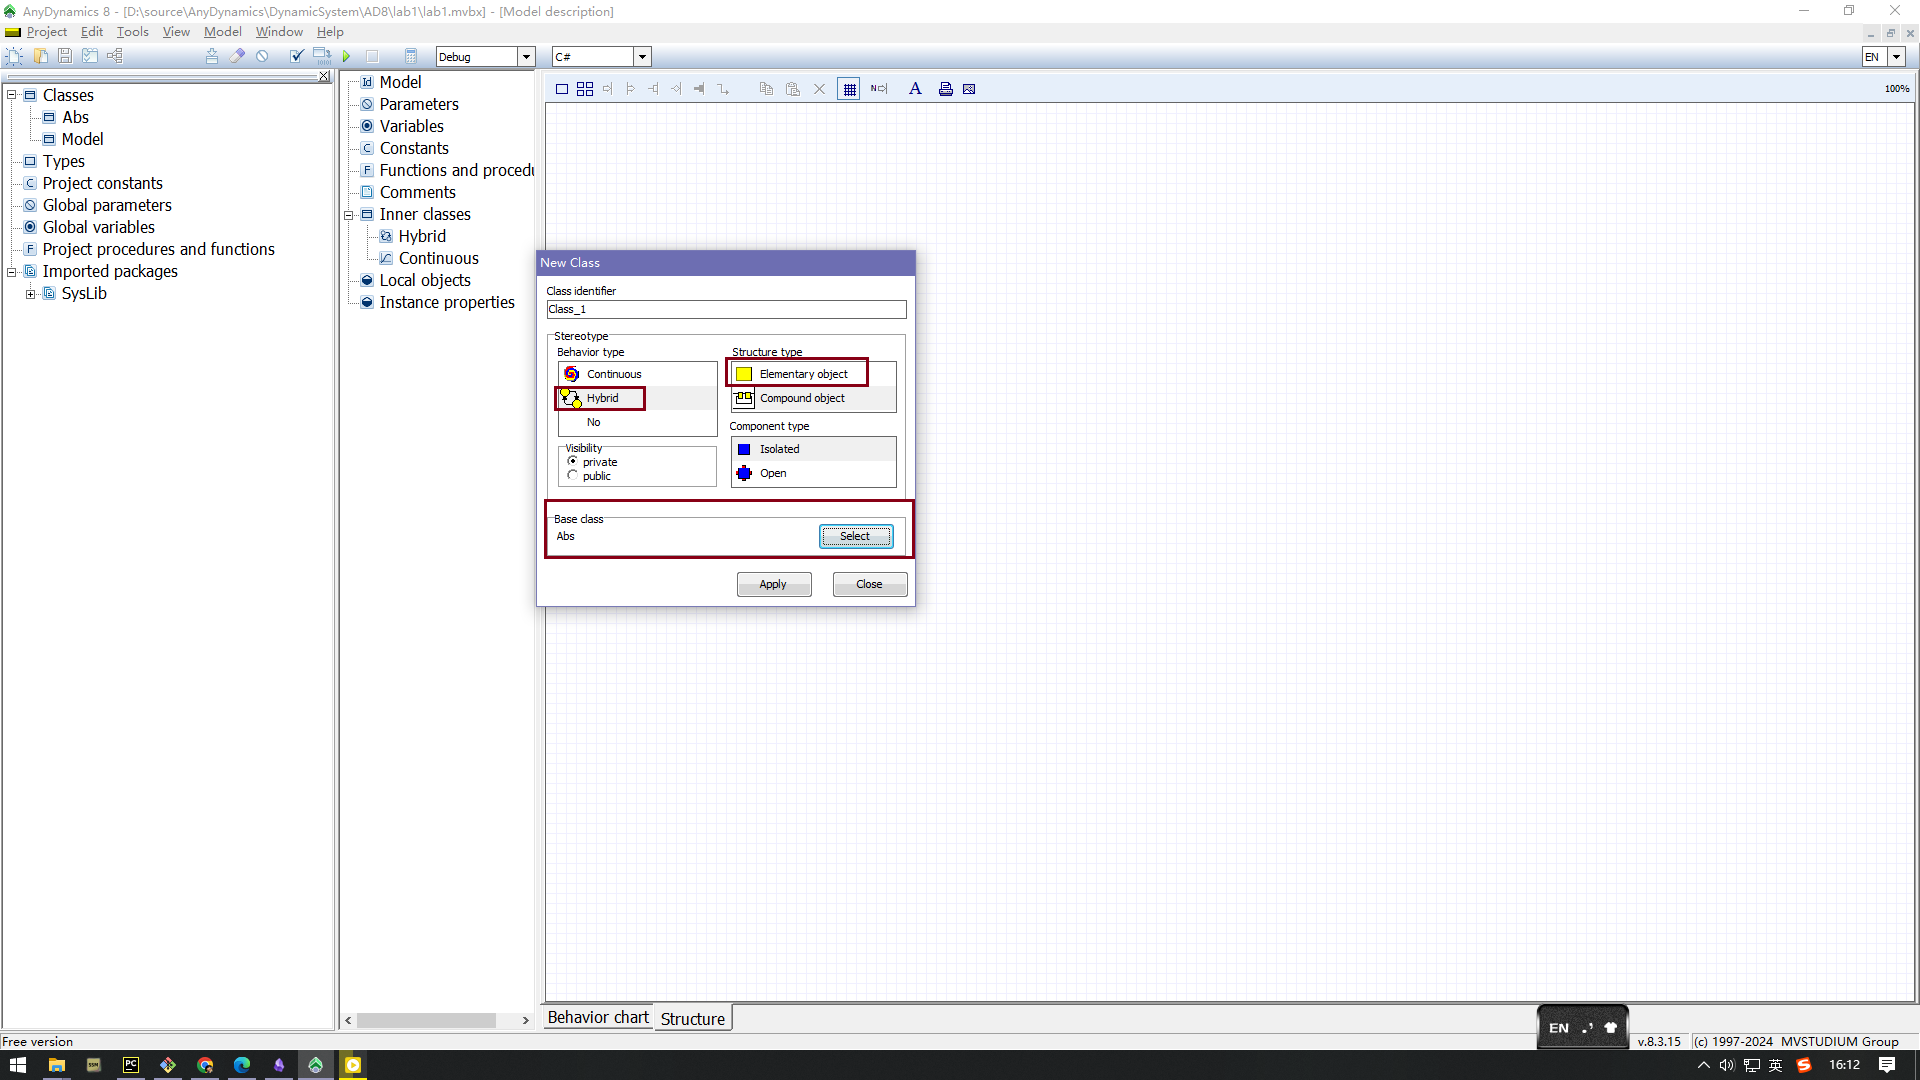 AnyDynamics 8 - [D:\source\AnyDynamics\DynamicSystem\AD8\lab1\lab1.mvbx] - [Model description]
Project Edit Tools View Model Window Help
Debug C# EN
Classes
Abs
Model
Types
Project constants
Global parameters
Global variables
Project procedures and functions
Imported packages
SysLib
Model
Parameters
Variables
Constants
Functions and procedu
Comments
Inner classes
Hybrid
Continuous
Local objects
Instance properties
100%
New Class
Class identifier
Class_1
Stereotype
Behavior type
Continuous
Hybrid
No
Visibility
private
public
Structure type
Elementary object
Compound object
Component type
Isolated
Open
Base class
Abs
Select
Apply Close
Behavior chart Structure
EN
Free version
v.8.3.15 (c) 1997-2024 MVSTUDIUM Group
英 16:12